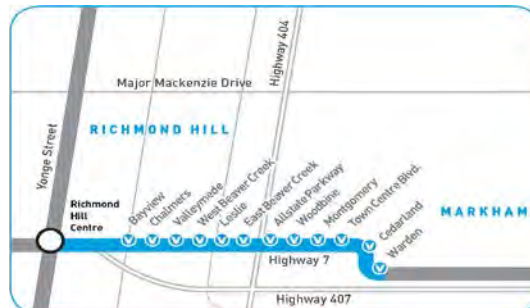 Highway 404
Major Mackenzie Drive
RICHMOND HILL
Yonge Street
Richmond
Hill
Centre
Bayview
Chalmers
Valleymede
West Beaver Creek
Leslie
East Beaver Creek
Allstate Parkway
Woodbine
Montgomery
Town Centre Blvd.
Cedarland
Warden
MARKHAM
Highway 7
Highway 407